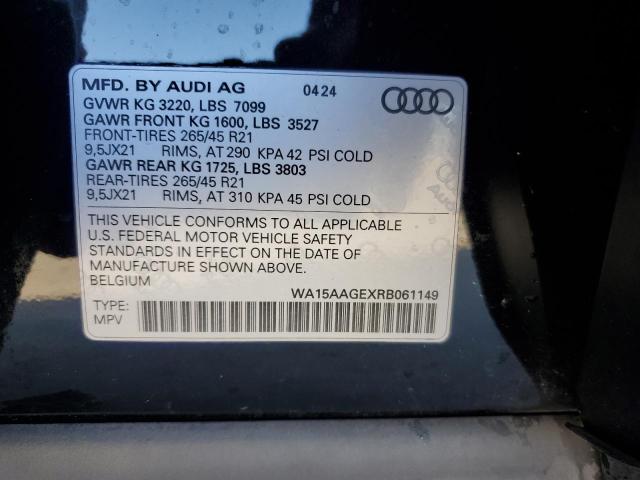 MFD. BY AUDI AG 0424
GVWR KG 3220, LBS 7099
GAWR FRONT KG 1600, LBS 3527
FRONT-TIRES 265/45 R21
9,5JX21 RIMS, AT 290 KPA 42 PSI COLD
GAWR REAR KG 1725, LBS 3803
REAR-TIRES 265/45 R21
9,5JX21 RIMS, AT 310 KPA 45 PSI COLD
THIS VEHICLE CONFORMS TO ALL APPLICABLE
U.S. FEDERAL MOTOR VEHICLE SAFETY
STANDARDS IN EFFECT ON THE DATE OF
MANUFACTURE SHOWN ABOVE.
BELGIUM
WA15AAGEXRB061149
TYPE:
MPV